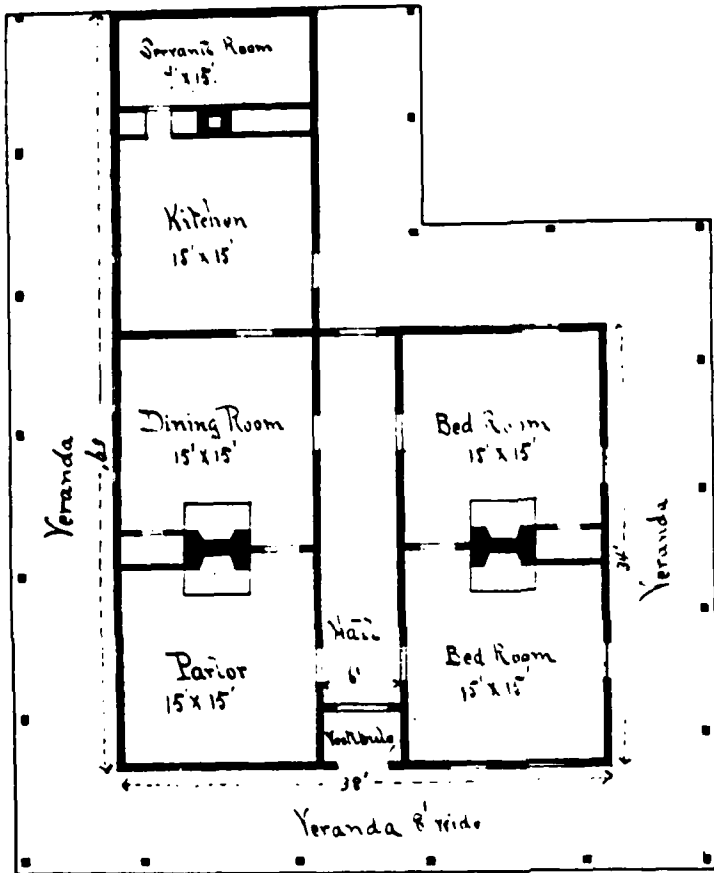 Servants Room
x 15'
Kitchen
15' x 15'
Dining Room
15' x 15'
Bed Room
15' x 15'
Veranda
Veranda
34'
Hall
6'
Parlor
15' x 15'
Bed Room
15' x 15'
Vestibule
38'
Veranda 8' wide